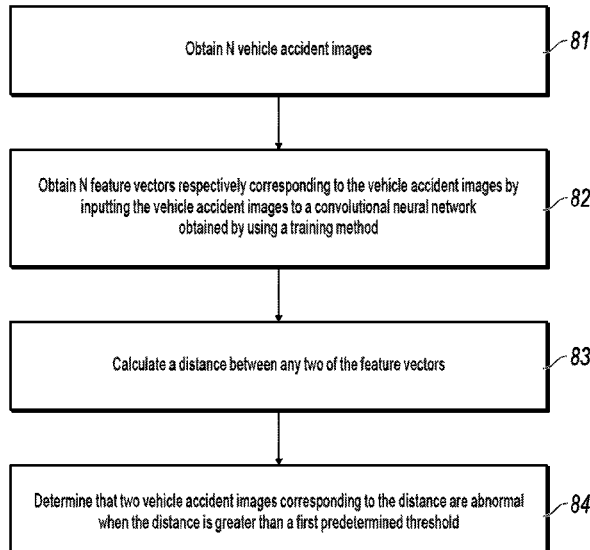 Obtain N vehicle accident images
81
Obtain N feature vectors respectively corresponding to the vehicle accident images by
inputting the vehicle accident images to a convolutional neural network
obtained by using a training method
82
Calculate a distance between any two of the feature vectors
83
Determine that two vehicle accident images corresponding to the distance are abnormal
when the distance is greater than a first predetermined threshold
84